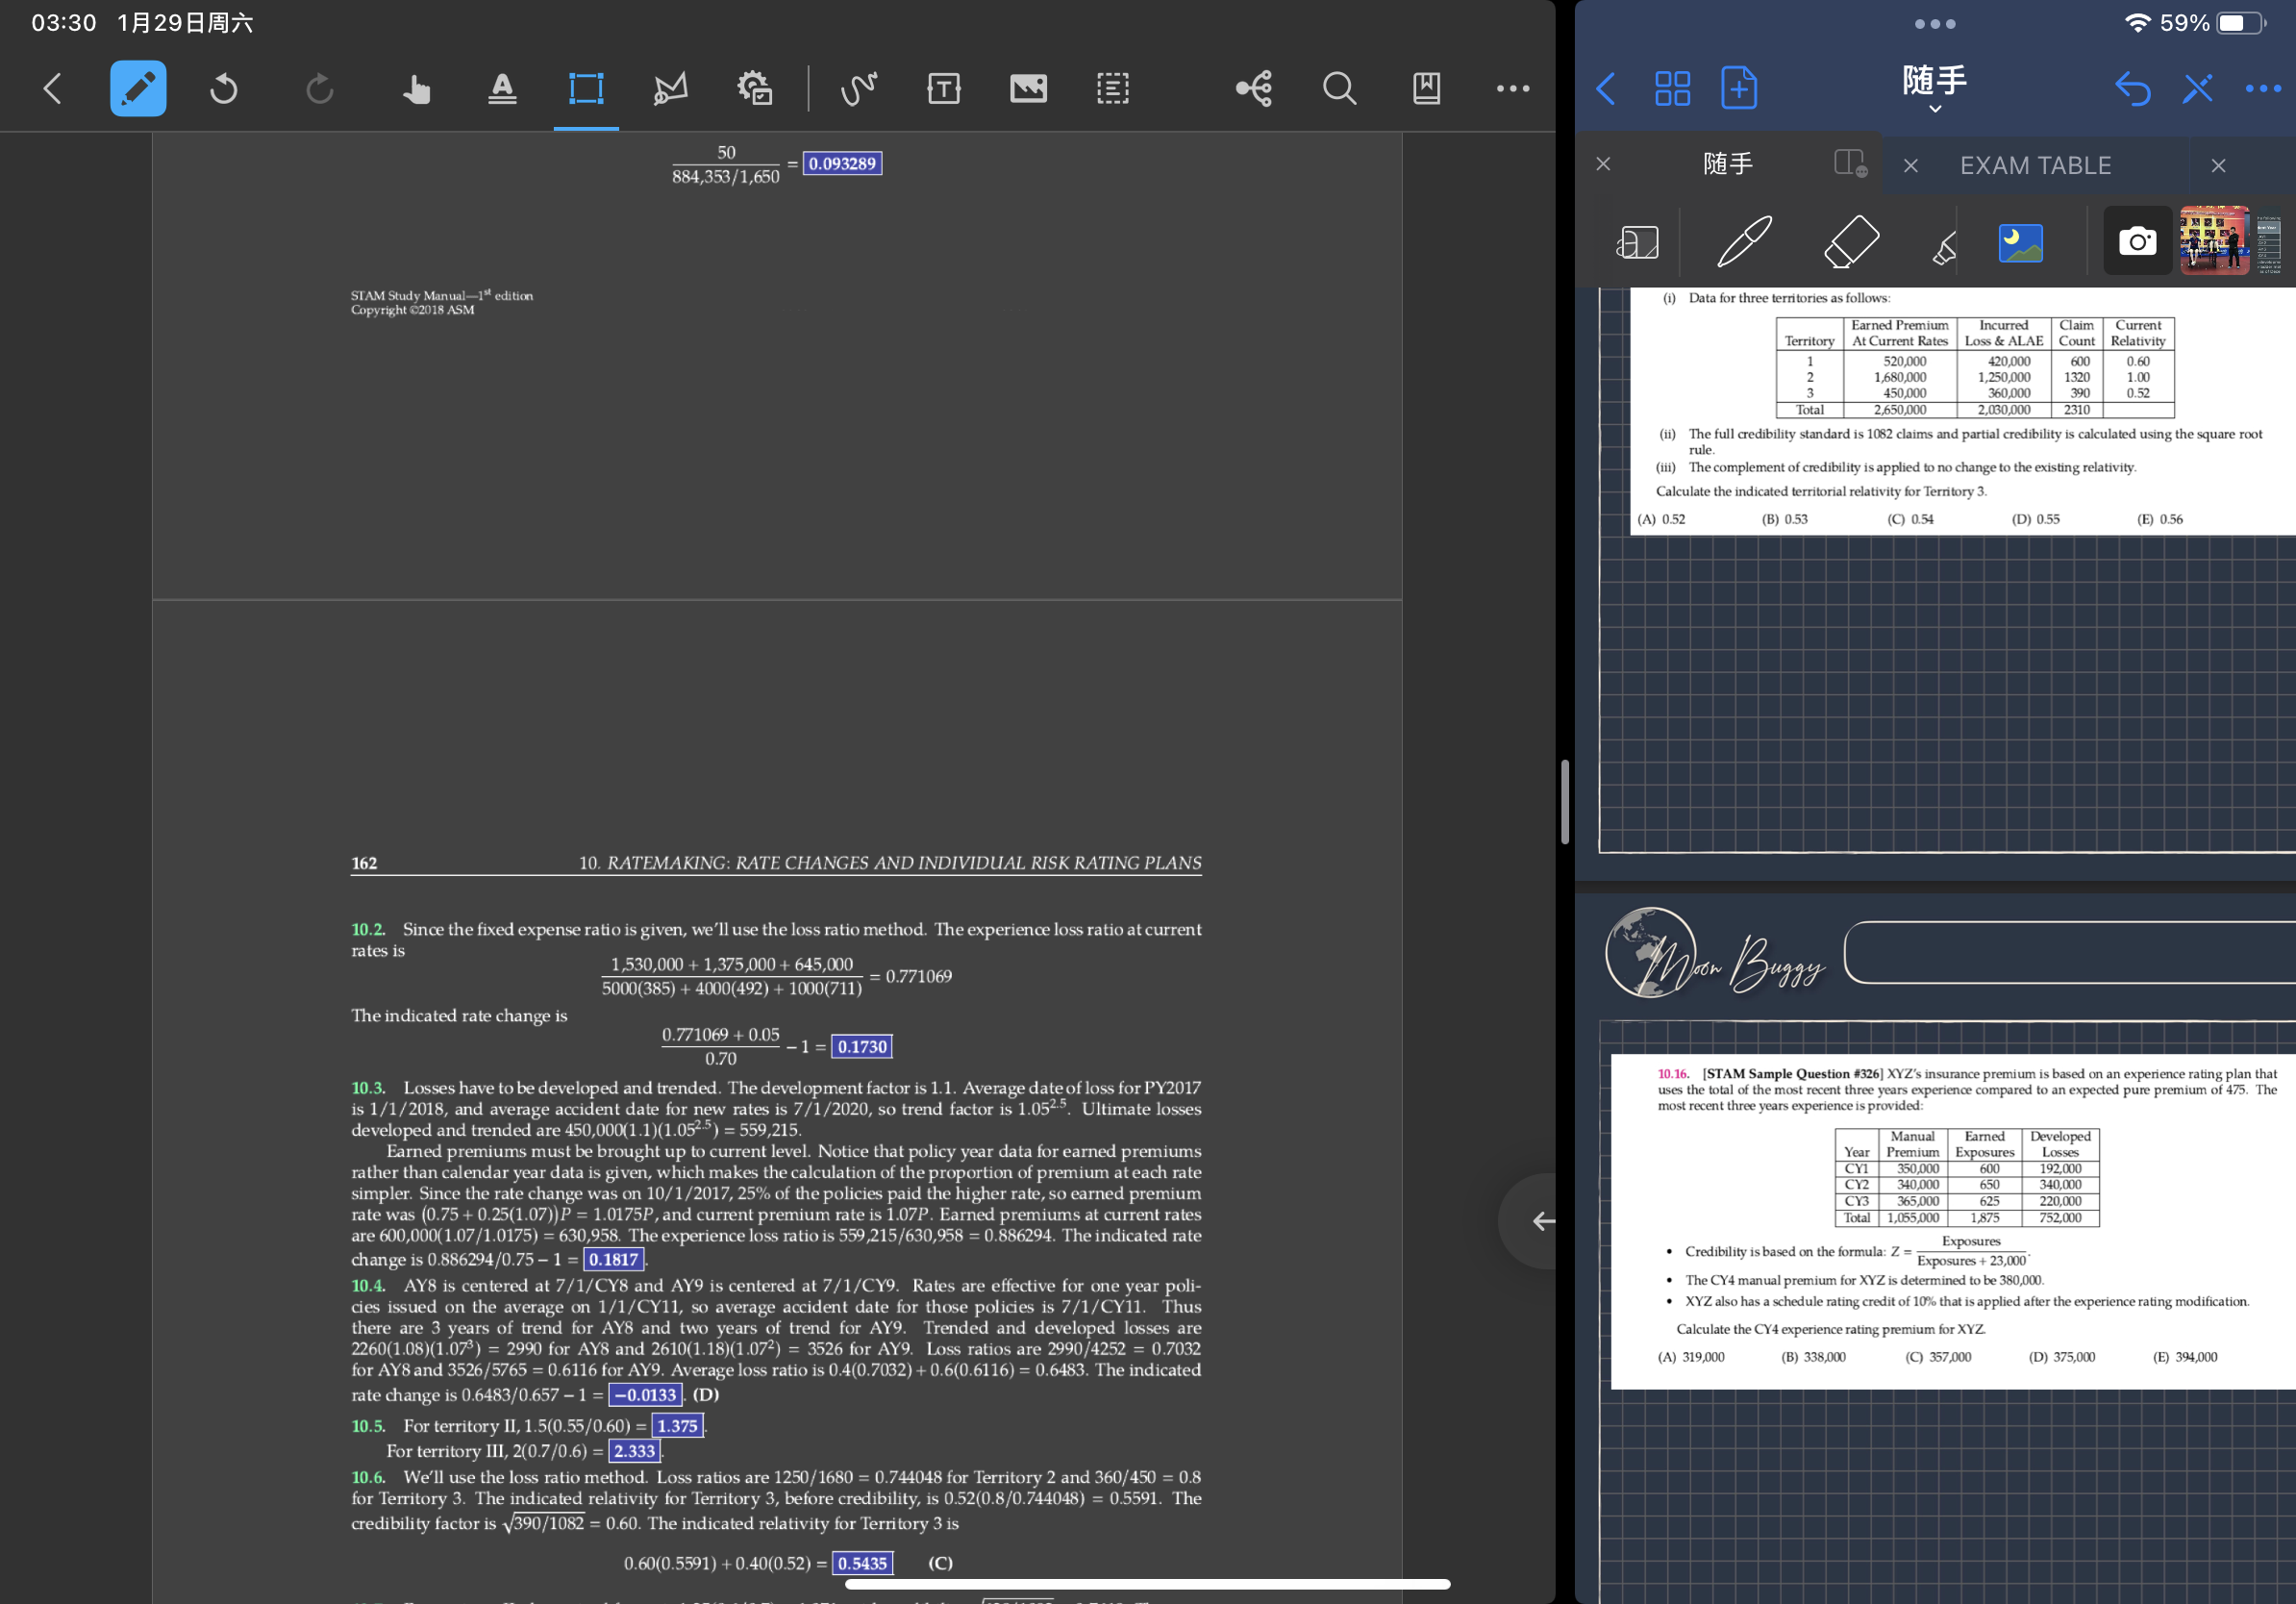 03:30 1月29日周六
50
884,353/1,650
= 0.093289
STAM Study Manual—1st edition
Copyright ©2018 ASM
162 10. RATEMAKING: RATE CHANGES AND INDIVIDUAL RISK RATING PLANS
10.2. Since the fixed expense ratio is given, we'll use the loss ratio method. The experience loss ratio at current
rates is
1,530,000 + 1,375,000 + 645,000
5000(385) + 4000(492) + 1000(711)
= 0.771069
The indicated rate change is
0.771069 + 0.05
0.70
− 1 = 0.1730
10.3. Losses have to be developed and trended. The development factor is 1.1. Average date of loss for PY2017
is 1/1/2018, and average accident date for new rates is 7/1/2020, so trend factor is 1.05^2.5. Ultimate losses
developed and trended are 450,000(1.1)(1.05^2.5) = 559,215.
Earned premiums must be brought up to current level. Notice that policy year data for earned premiums
rather than calendar year data is given, which makes the calculation of the proportion of premium at each rate
simpler. Since the rate change was on 10/1/2017, 25% of the policies paid the higher rate, so earned premium
rate was (0.75 + 0.25(1.07))P = 1.0175P, and current premium rate is 1.07P. Earned premiums at current rates
are 600,000(1.07/1.0175) = 630,958. The experience loss ratio is 559,215/630,958 = 0.886294. The indicated rate
change is 0.886294/0.75 − 1 = 0.1817.
10.4. AY8 is centered at 7/1/CY8 and AY9 is centered at 7/1/CY9. Rates are effective for one year poli-
cies issued on the average on 1/1/CY11, so average accident date for those policies is 7/1/CY11. Thus
there are 3 years of trend for AY8 and two years of trend for AY9. Trended and developed losses are
2260(1.08)(1.07^3) = 2990 for AY8 and 2610(1.18)(1.07^2) = 3526 for AY9. Loss ratios are 2990/4252 = 0.7032
for AY8 and 3526/5765 = 0.6116 for AY9. Average loss ratio is 0.4(0.7032) + 0.6(0.6116) = 0.6483. The indicated
rate change is 0.6483/0.657 − 1 = −0.0133. (D)
10.5. For territory II, 1.5(0.55/0.60) = 1.375.
For territory III, 2(0.7/0.6) = 2.333.
10.6. We'll use the loss ratio method. Loss ratios are 1250/1680 = 0.744048 for Territory 2 and 360/450 = 0.8
for Territory 3. The indicated relativity for Territory 3, before credibility, is 0.52(0.8/0.744048) = 0.5591. The
credibility factor is √390/1082 = 0.60. The indicated relativity for Territory 3 is
0.60(0.5591) + 0.40(0.52) = 0.5435 (C)
59%
随手
随手 EXAM TABLE
(i) Data for three territories as follows:
Earned Premium Incurred Claim Current
Territory At Current Rates Loss & ALAE Count Relativity
1 520,000 420,000 600 0.60
2 1,680,000 1,250,000 1320 1.00
3 450,000 360,000 390 0.52
Total 2,650,000 2,030,000 2310
(ii) The full credibility standard is 1082 claims and partial credibility is calculated using the square root
rule.
(iii) The complement of credibility is applied to no change to the existing relativity.
Calculate the indicated territorial relativity for Territory 3.
(A) 0.52 (B) 0.53 (C) 0.54 (D) 0.55 (E) 0.56
Moon Buggy
10.16. [STAM Sample Question #326] XYZ's insurance premium is based on an experience rating plan that
uses the total of the most recent three years experience compared to an expected pure premium of 475. The
most recent three years experience is provided:
Manual Earned Developed
Year Premium Exposures Losses
CY1 350,000 600 192,000
CY2 340,000 650 340,000
CY3 365,000 625 220,000
Total 1,055,000 1,875 752,000
Exposures
• Credibility is based on the formula: Z =
Exposures + 23,000.
• The CY4 manual premium for XYZ is determined to be 380,000.
• XYZ also has a schedule rating credit of 10% that is applied after the experience rating modification.
Calculate the CY4 experience rating premium for XYZ.
(A) 319,000 (B) 338,000 (C) 357,000 (D) 375,000 (E) 394,000